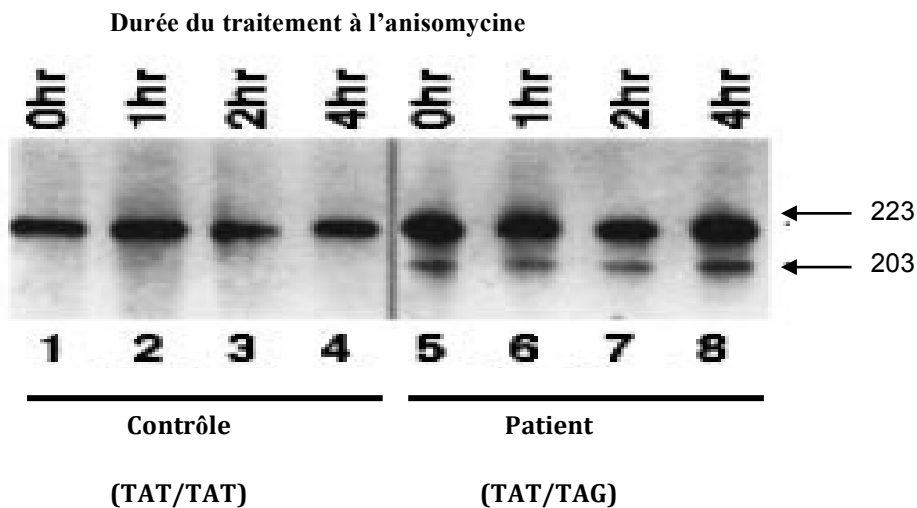 Durée du traitement à l’anisomycine
0hr 1hr 2hr 4hr 0hr 1hr 2hr 4hr
223
203
1 2 3 4 5 6 7 8
Contrôle Patient
(TAT/TAT) (TAT/TAG)